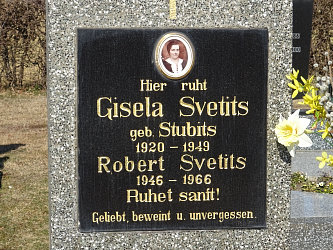 Hier ruht
Gisela Svetits
geb. Stubits
1920 – 1949
Robert Svetits
1946 – 1966
Ruhet sanft!
Geliebt, beweint u. unvergessen.